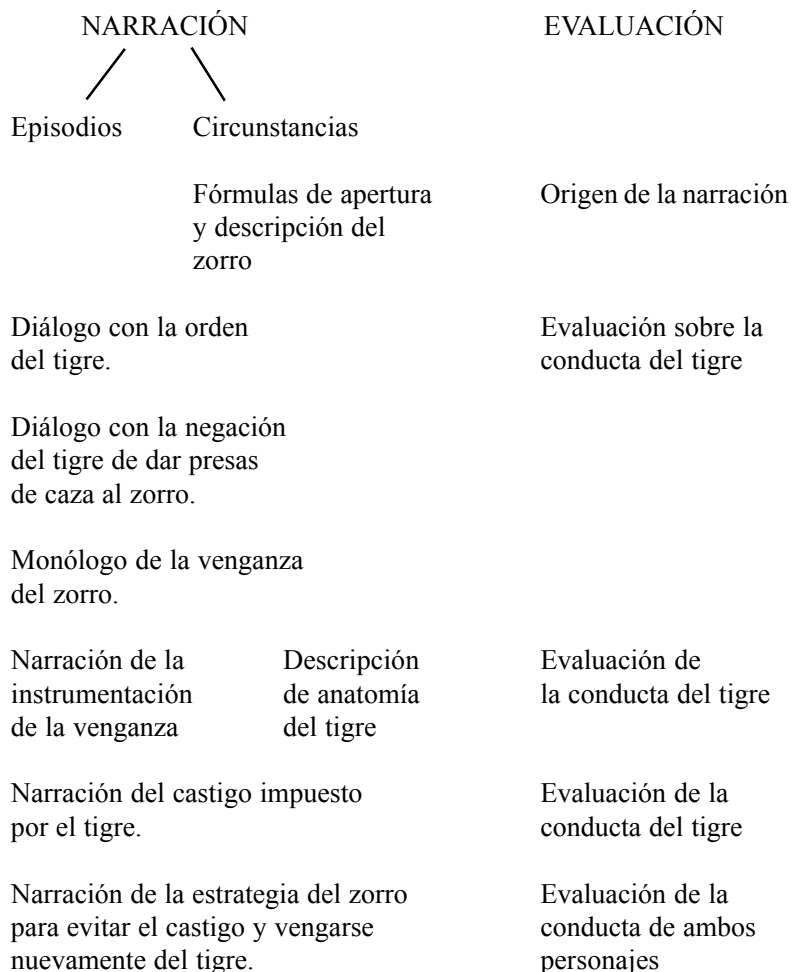 NARRACIÓN EVALUACIÓN
Episodios Circunstancias
Fórmulas de apertura Origen de la narración
y descripción del
zorro
Diálogo con la orden Evaluación sobre la
del tigre. conducta del tigre
Diálogo con la negación
del tigre de dar presas
de caza al zorro.
Monólogo de la venganza
del zorro.
Narración de la Descripción Evaluación de
instrumentación de anatomía la conducta del tigre
de la venganza del tigre
Narración del castigo impuesto Evaluación de la
por el tigre. conducta del tigre
Narración de la estrategia del zorro Evaluación de la
para evitar el castigo y vengarse conducta de ambos
nuevamente del tigre. personajes